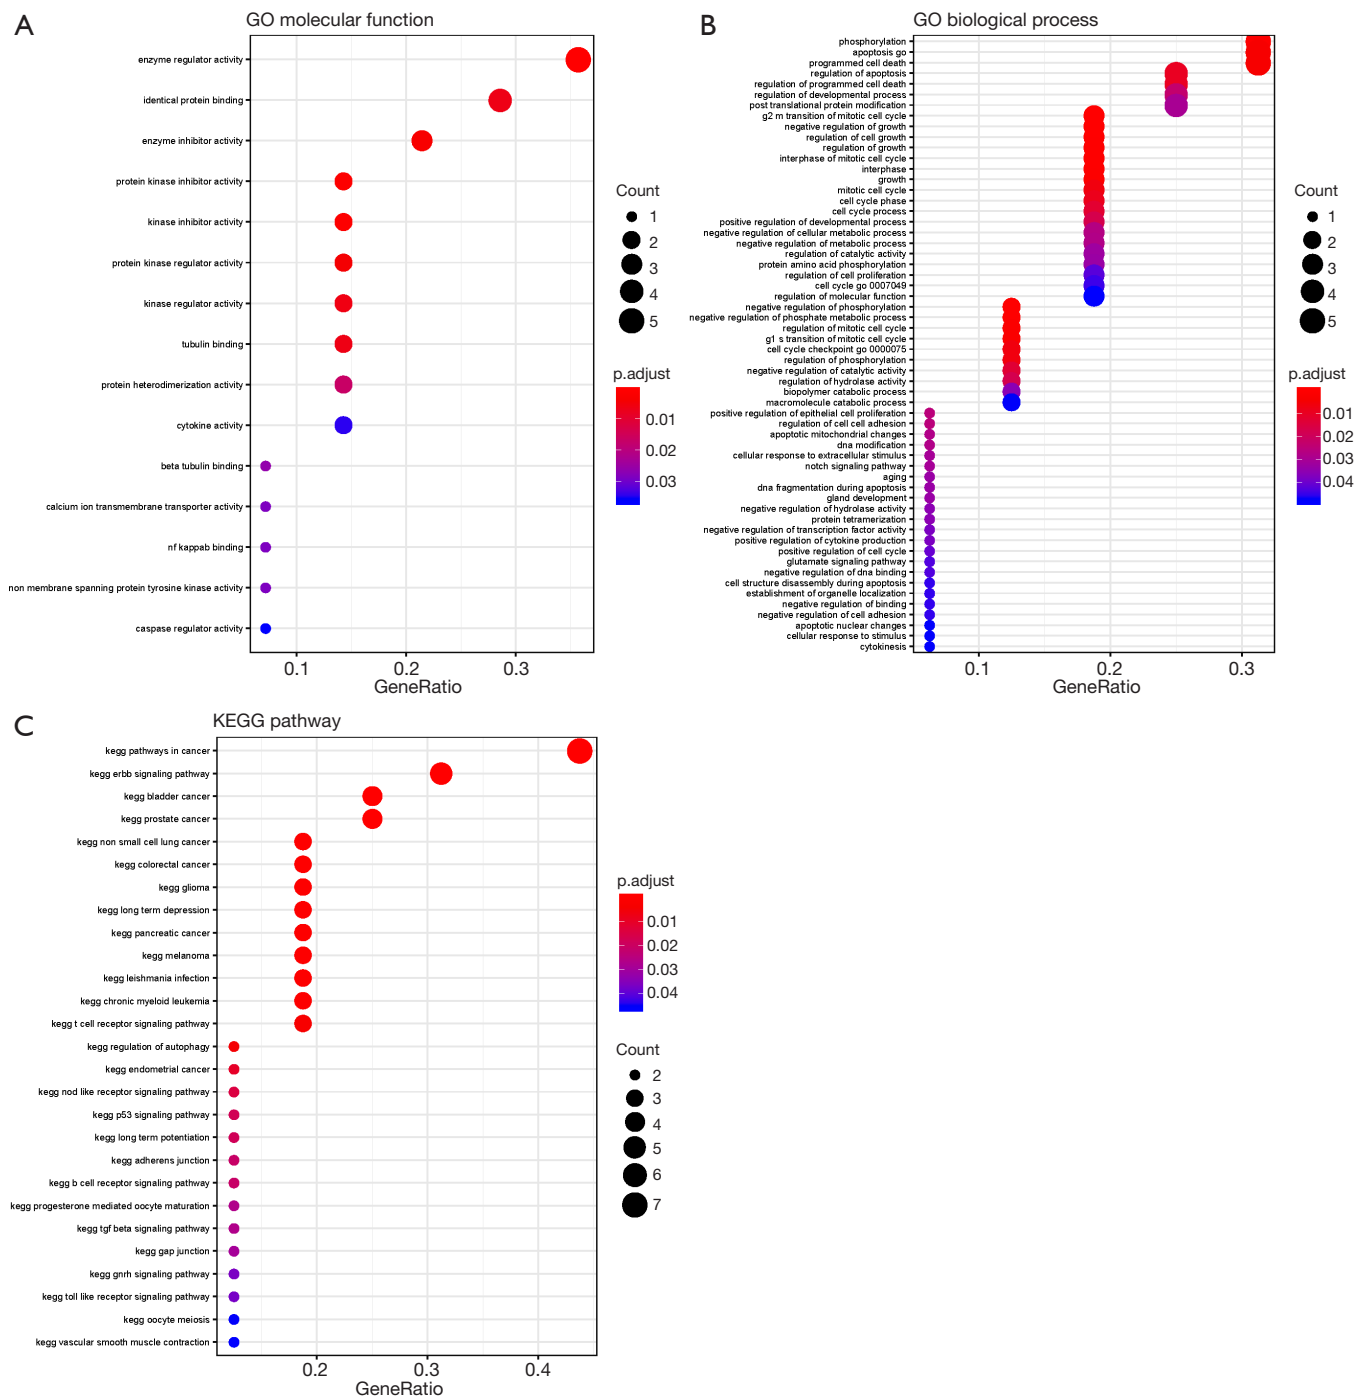 A
GO molecular function
enzyme regulator activity
identical protein binding
enzyme inhibitor activity
protein kinase inhibitor activity
kinase inhibitor activity
protein kinase regulator activity
kinase regulator activity
tubulin binding
protein heterodimerization activity
cytokine activity
beta tubulin binding
calcium ion transmembrane transporter activity
nf kappab binding
non membrane spanning protein tyrosine kinase activity
caspase regulator activity
0.1 0.2 0.3
GeneRatio
Count
1
2
3
4
5
p.adjust
0.01
0.02
0.03
B
GO biological process
phosphorylation
apoptosis go
programmed cell death
regulation of apoptosis
regulation of programmed cell death
regulation of developmental process
post translational protein modification
g2 m transition of mitotic cell cycle
negative regulation of growth
regulation of cell growth
regulation of growth
interphase of mitotic cell cycle
interphase
growth
mitotic cell cycle
cell cycle phase
cell cycle process
positive regulation of developmental process
negative regulation of cellular metabolic process
negative regulation of metabolic process
regulation of catalytic activity
protein amino acid phosphorylation
regulation of cell proliferation
cell cycle go 0007049
regulation of molecular function
negative regulation of phosphorylation
negative regulation of phosphate metabolic process
regulation of mitotic cell cycle
g1 s transition of mitotic cell cycle
cell cycle checkpoint go 0000075
regulation of phosphorylation
negative regulation of catalytic activity
regulation of hydrolase activity
biopolymer catabolic process
macromolecule catabolic process
positive regulation of epithelial cell proliferation
regulation of cell cell adhesion
apoptotic mitochondrial changes
dna modification
cellular response to extracellular stimulus
notch signaling pathway
aging
dna fragmentation during apoptosis
gland development
negative regulation of hydrolase activity
protein tetramerization
negative regulation of transcription factor activity
positive regulation of cytokine production
positive regulation of cell cycle
glutamate signaling pathway
negative regulation of dna binding
cell structure disassembly during apoptosis
establishment of organelle localization
negative regulation of binding
negative regulation of cell adhesion
apoptotic nuclear changes
cellular response to stimulus
cytokinesis
0.1 0.2 0.3
GeneRatio
Count
1
2
3
4
5
p.adjust
0.01
0.02
0.03
0.04
C
KEGG pathway
kegg pathways in cancer
kegg erbb signaling pathway
kegg bladder cancer
kegg prostate cancer
kegg non small cell lung cancer
kegg colorectal cancer
kegg glioma
kegg long term depression
kegg pancreatic cancer
kegg melanoma
kegg leishmania infection
kegg chronic myeloid leukemia
kegg t cell receptor signaling pathway
kegg regulation of autophagy
kegg endometrial cancer
kegg nod like receptor signaling pathway
kegg p53 signaling pathway
kegg long term potentiation
kegg adherens junction
kegg b cell receptor signaling pathway
kegg progesterone mediated oocyte maturation
kegg tgf beta signaling pathway
kegg gap junction
kegg gnrh signaling pathway
kegg toll like receptor signaling pathway
kegg oocyte meiosis
kegg vascular smooth muscle contraction
0.2 0.3 0.4
GeneRatio
p.adjust
0.01
0.02
0.03
0.04
Count
2
3
4
5
6
7